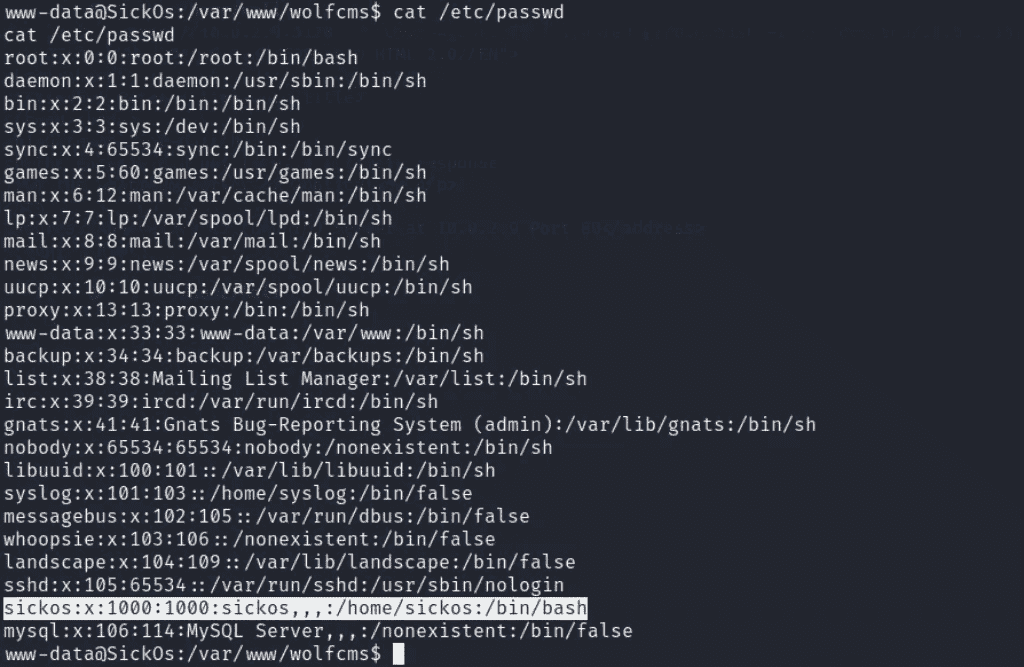 www-data@SickOs:/var/www/wolfcms$ cat /etc/passwd
cat /etc/passwd
root:x:0:0:root:/root:/bin/bash
daemon:x:1:1:daemon:/usr/sbin:/bin/sh
bin:x:2:2:bin:/bin:/bin/sh
sys:x:3:3:sys:/dev:/bin/sh
sync:x:4:65534:sync:/bin:/bin/sync
games:x:5:60:games:/usr/games:/bin/sh
man:x:6:12:man:/var/cache/man:/bin/sh
lp:x:7:7:lp:/var/spool/lpd:/bin/sh
mail:x:8:8:mail:/var/mail:/bin/sh
news:x:9:9:news:/var/spool/news:/bin/sh
uucp:x:10:10:uucp:/var/spool/uucp:/bin/sh
proxy:x:13:13:proxy:/bin:/bin/sh
www-data:x:33:33:www-data:/var/www:/bin/sh
backup:x:34:34:backup:/var/backups:/bin/sh
list:x:38:38:Mailing List Manager:/var/list:/bin/sh
irc:x:39:39:ircd:/var/run/ircd:/bin/sh
gnats:x:41:41:Gnats Bug-Reporting System (admin):/var/lib/gnats:/bin/sh
nobody:x:65534:65534:nobody:/nonexistent:/bin/sh
libuuid:x:100:101::/var/lib/libuuid:/bin/sh
syslog:x:101:103::/home/syslog:/bin/false
messagebus:x:102:105::/var/run/dbus:/bin/false
whoopsie:x:103:106::/nonexistent:/bin/false
landscape:x:104:109::/var/lib/landscape:/bin/false
sshd:x:105:65534::/var/run/sshd:/usr/sbin/nologin
sickos:x:1000:1000:sickos,,,:/home/sickos:/bin/bash
mysql:x:106:114:MySQL Server,,,:/nonexistent:/bin/false
www-data@SickOs:/var/www/wolfcms$